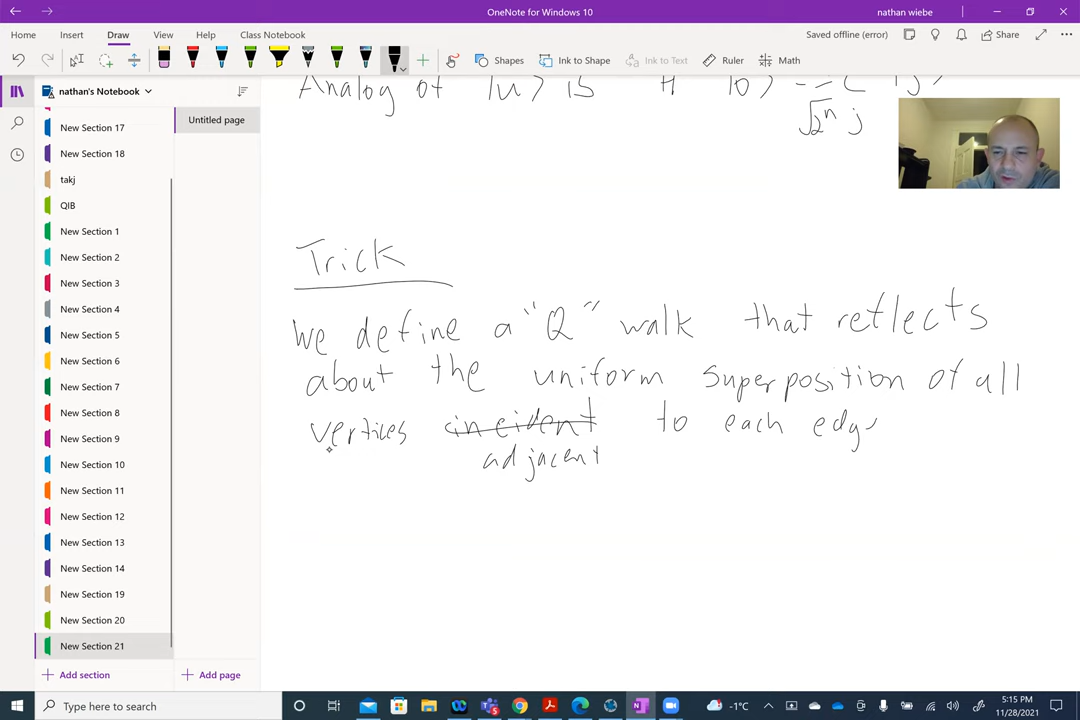 OneNote for Windows 10
nathan wiebe
Home Insert Draw View Help Class Notebook
Saved offline (error)
Share
Shapes
Ink to Shape
Ink to Text
Ruler
Math
nathan's Notebook
New Section 17
New Section 18
takj
QIB
New Section 1
New Section 2
New Section 3
New Section 4
New Section 5
New Section 6
New Section 7
New Section 8
New Section 9
New Section 10
New Section 11
New Section 12
New Section 13
New Section 14
New Section 19
New Section 20
New Section 21
Add section
Untitled page
Add page
Analog of |u> is
Trick
We define a "Q" walk that reflects
about the uniform superposition of all
vertices incident to each edge
adjacent
Type here to search
-1°C
5:15 PM
11/28/2021